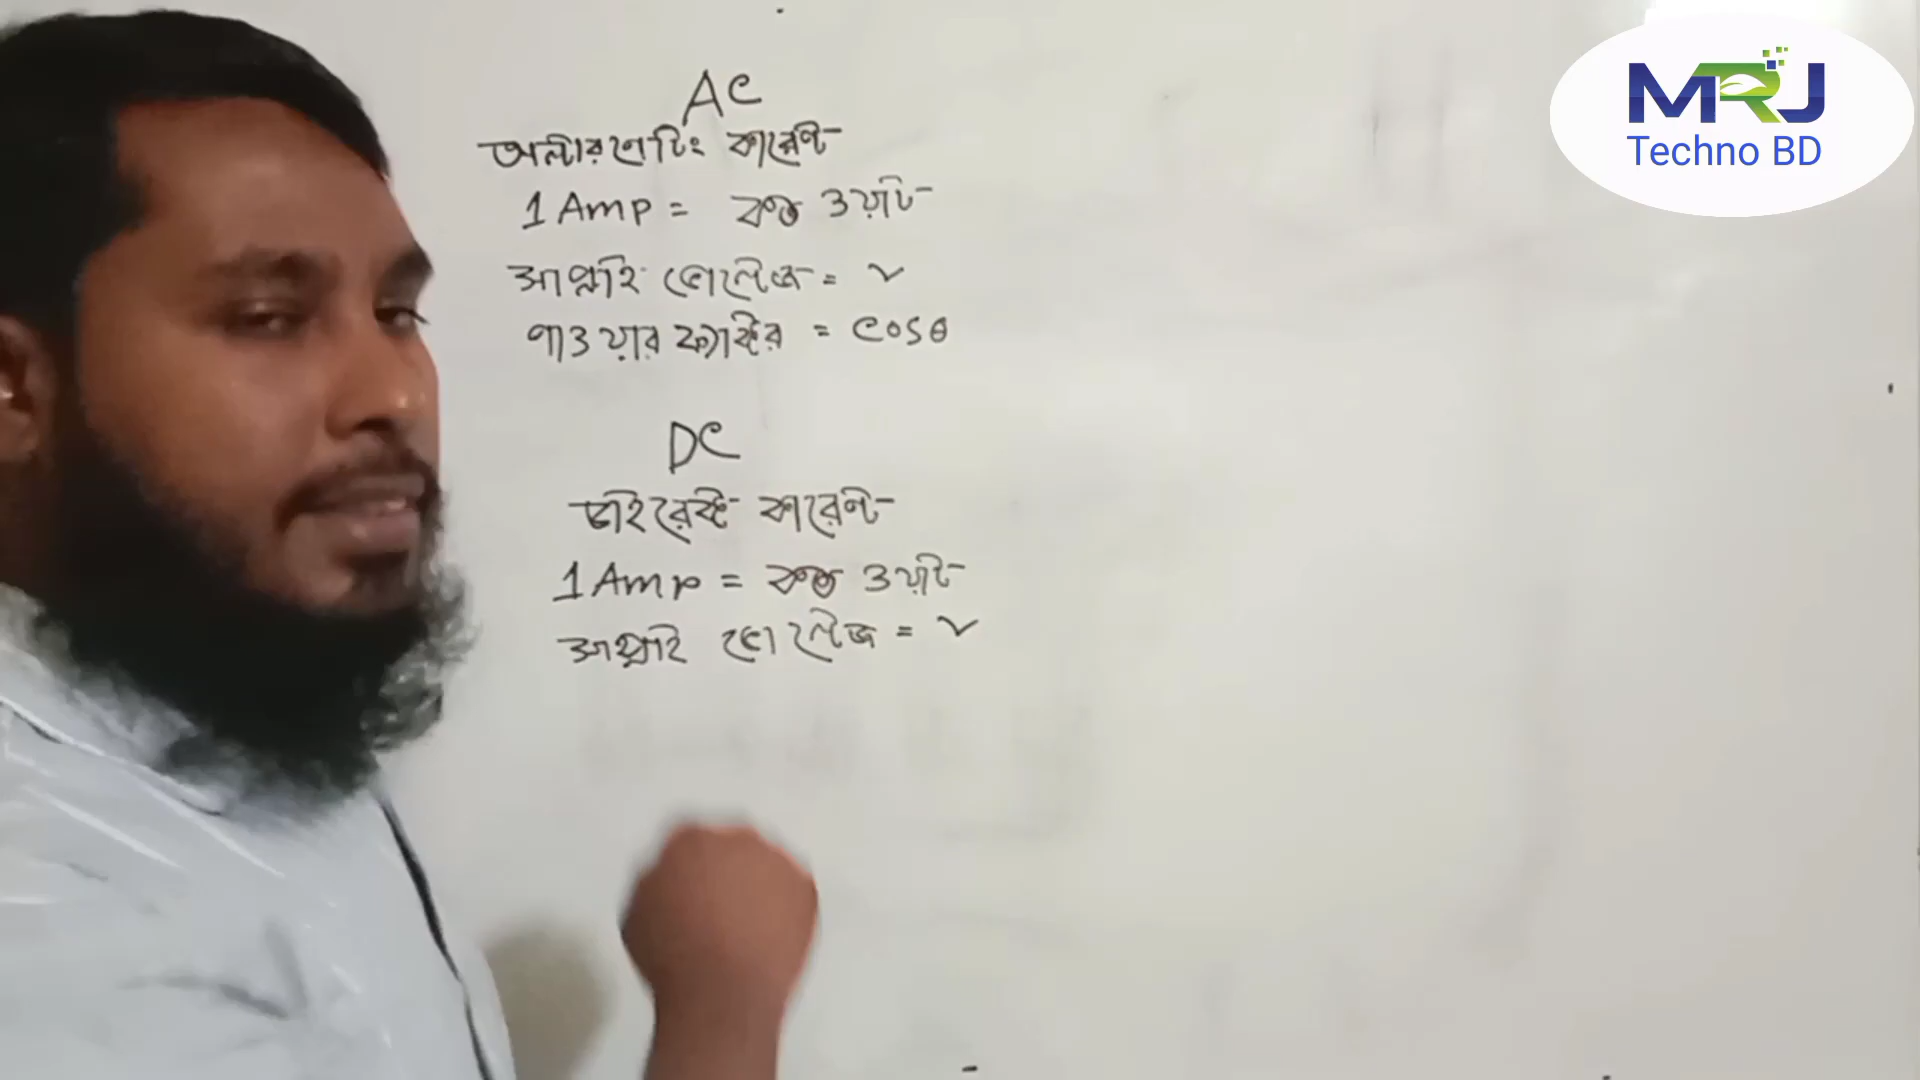 AC
অল্টারনেটিং কারেন্ট
1 Amp = কত ওয়াট
সাপ্লাই ভোল্টেজ = V
পাওয়ার ফ্যাক্টর = cosθ
DC
ডাইরেক্ট কারেন্ট
1 Amp = কত ওয়াট
সাপ্লাই ভোল্টেজ = V
MRJ
Techno BD